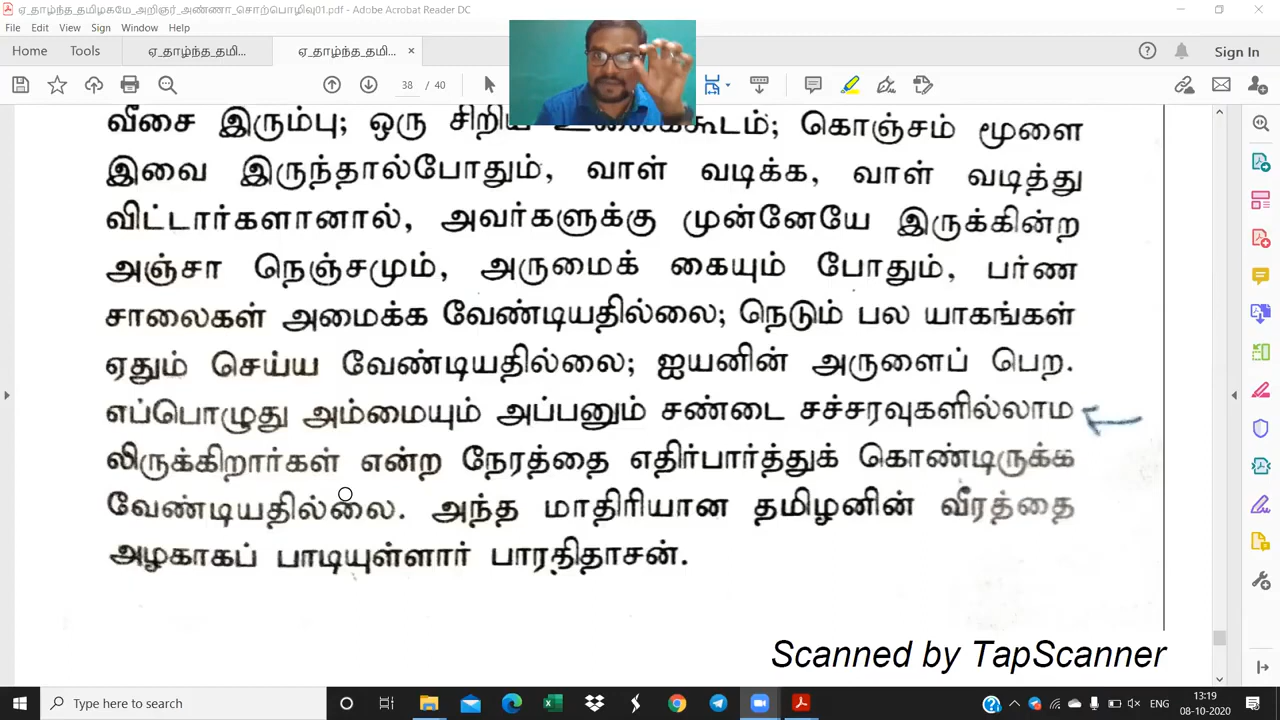 ஏ_தாழ்ந்த_தமிழகமே_அறிஞர்_அண்ணா_சொற்பொழிவு01.pdf - Adobe Acrobat Reader DC
File Edit View Sign Window Help
Home Tools ஏ_தாழ்ந்த_தமி... ஏ_தாழ்ந்த_தமி... × Sign In
38 / 40
வீசை இரும்பு; ஒரு சிறிய உலைக்கூடம்; கொஞ்சம் மூளை
இவை இருந்தால்போதும், வாள் வடிக்க, வாள் வடித்து
விட்டார்களானால், அவர்களுக்கு முன்னேயே இருக்கின்ற
அஞ்சா நெஞ்சமும், அருமைக் கையும் போதும், பர்ண
சாலைகள் அமைக்க வேண்டியதில்லை; நெடும் பல யாகங்கள்
ஏதும் செய்ய வேண்டியதில்லை; ஐயனின் அருளைப் பெற.
எப்பொழுது அம்மையும் அப்பனும் சண்டை சச்சரவுகளில்லாம
லிருக்கிறார்கள் என்ற நேரத்தை எதிர்பார்த்துக் கொண்டிருக்க
வேண்டியதில்லை. அந்த மாதிரியான தமிழனின் வீரத்தை
அழகாகப் பாடியுள்ளார் பாரதிதாசன்.
Scanned by TapScanner
Type here to search
13:19
08-10-2020